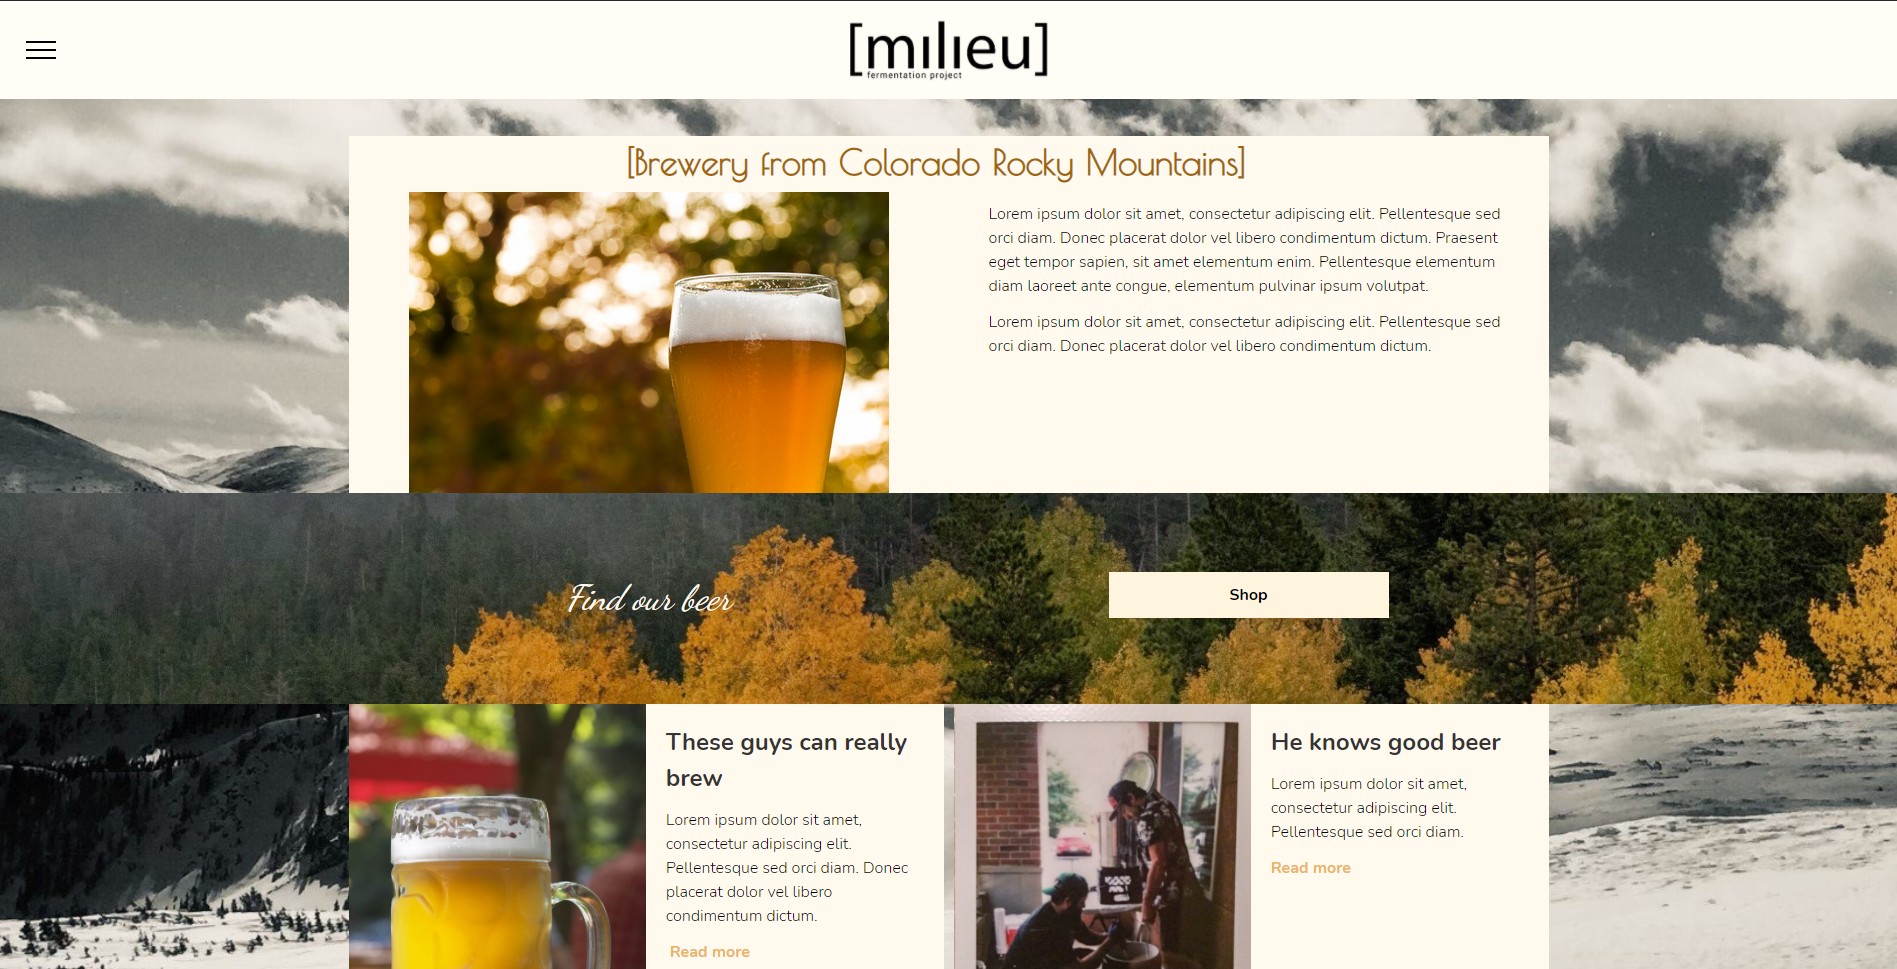 [milieu]
fermentation project
[Brewery from Colorado Rocky Mountains]
Lorem ipsum dolor sit amet, consectetur adipiscing elit. Pellentesque sed
orci diam. Donec placerat dolor vel libero condimentum dictum. Praesent
eget tempor sapien, sit amet elementum enim. Pellentesque elementum
diam laoreet ante congue, elementum pulvinar ipsum volutpat.
Lorem ipsum dolor sit amet, consectetur adipiscing elit. Pellentesque sed
orci diam. Donec placerat dolor vel libero condimentum dictum.
Find our beer
Shop
These guys can really
brew
Lorem ipsum dolor sit amet,
consectetur adipiscing elit.
Pellentesque sed orci diam. Donec
placerat dolor vel libero
condimentum dictum.
Read more
He knows good beer
Lorem ipsum dolor sit amet,
consectetur adipiscing elit.
Pellentesque sed orci diam.
Read more